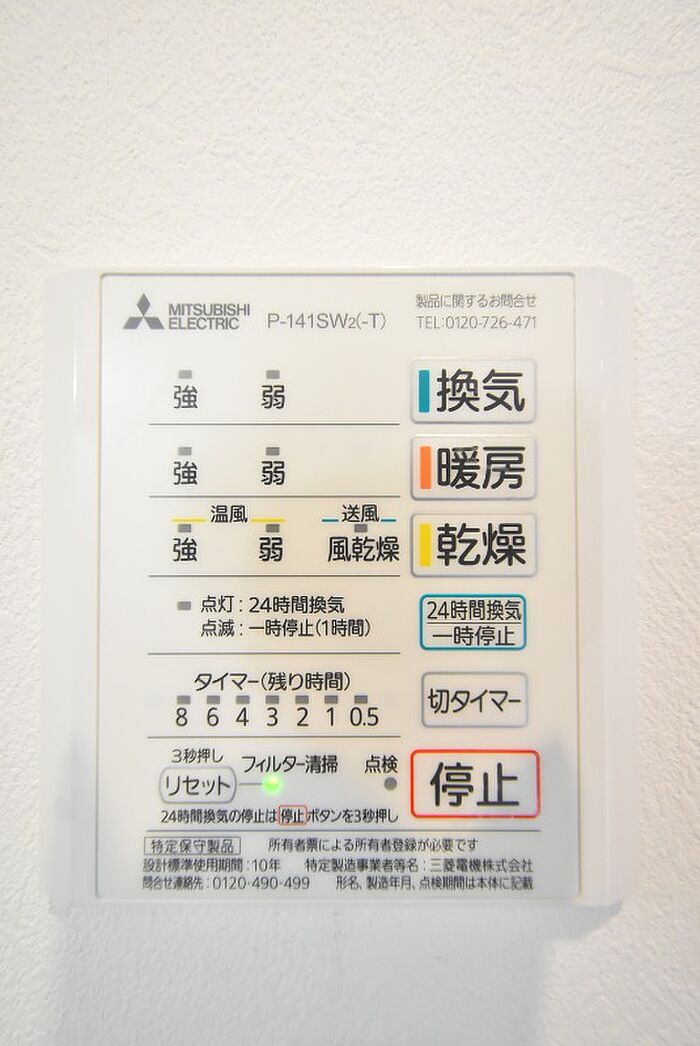 MITSUBISHI
ELECTRIC
P-141SW2(-T)
製品に関するお問合せ
TEL:0120-726-471
強 弱 換気
強 弱 暖房
温風 送風
強 弱 風乾燥 乾燥
点灯:24時間換気
点滅:一時停止(1時間)
24時間換気
一時停止
タイマー(残り時間)
8 6 4 3 2 1 0.5
切タイマー
3秒押し
リセット フィルター清掃 点検
停止
24時間換気の停止は停止ボタンを3秒押し
特定保守製品 所有者票による所有者登録が必要です
設計標準使用期間:10年 特定製造事業者等名:三菱電機株式会社
問合せ連絡先:0120-490-499 形名、製造年月、点検期間は本体に記載